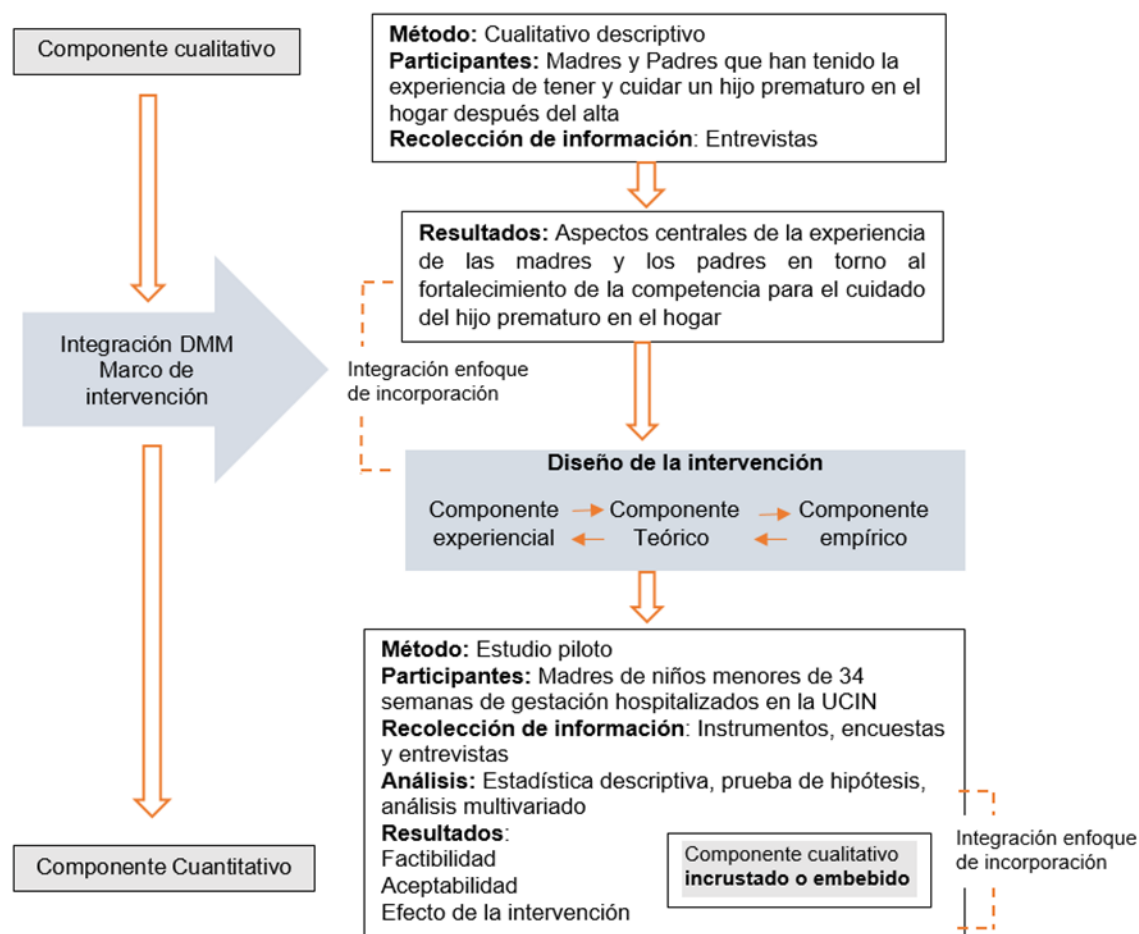 Componente cualitativo
Método: Cualitativo descriptivo
Participantes: Madres y Padres que han tenido la
experiencia de tener y cuidar un hijo prematuro en el
hogar después del alta
Recolección de información: Entrevistas
Resultados: Aspectos centrales de la experiencia
de las madres y los padres en torno al
fortalecimiento de la competencia para el cuidado
del hijo prematuro en el hogar
Integración DMM
Marco de
intervención
Integración enfoque
de incorporación
Diseño de la intervención
Componente
experiencial
Componente
Teórico
Componente
empírico
Método: Estudio piloto
Participantes: Madres de niños menores de 34
semanas de gestación hospitalizados en la UCIN
Recolección de información: Instrumentos, encuestas
y entrevistas
Análisis: Estadística descriptiva, prueba de hipótesis,
análisis multivariado
Resultados:
Factibilidad
Aceptabilidad
Efecto de la intervención
Componente cualitativo
incrustado o embebido
Integración enfoque
de incorporación
Componente Cuantitativo